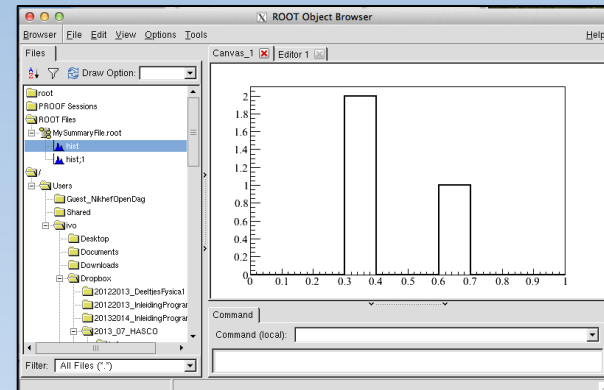 ROOT Object Browser
Browser File Edit View Options Tools Help
Files
Canvas_1 Editor 1
Draw Option:
root
PROOF Sessions
ROOT Files
MySummaryFile.root
hist
hist;1
/
Users
Guest_NikhefOpenDag
Shared
ivo
Desktop
Documents
Downloads
Dropbox
20122013_DeeltjesFysica1
20122013_InleidingPrograr
20132014_InleidingPrograr
2013_07_HASCO
Filter: All Files (*.*)
2
1.8
1.6
1.4
1.2
1
0.8
0.6
0.4
0.2
0
0 0.1 0.2 0.3 0.4 0.5 0.6 0.7 0.8 0.9 1
Command
Command (local):